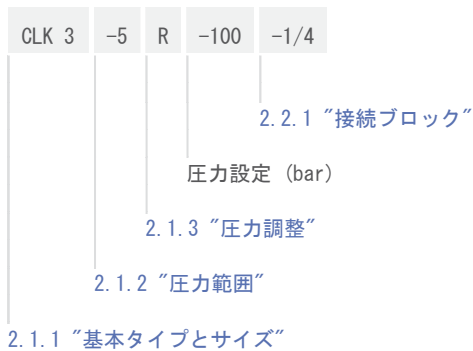 CLK 3 -5 R -100 -1/4
2.2.1 "接続ブロック"
圧力設定 (bar)
2.1.3 "圧力調整"
2.1.2 "圧力範囲"
2.1.1 "基本タイプとサイズ"